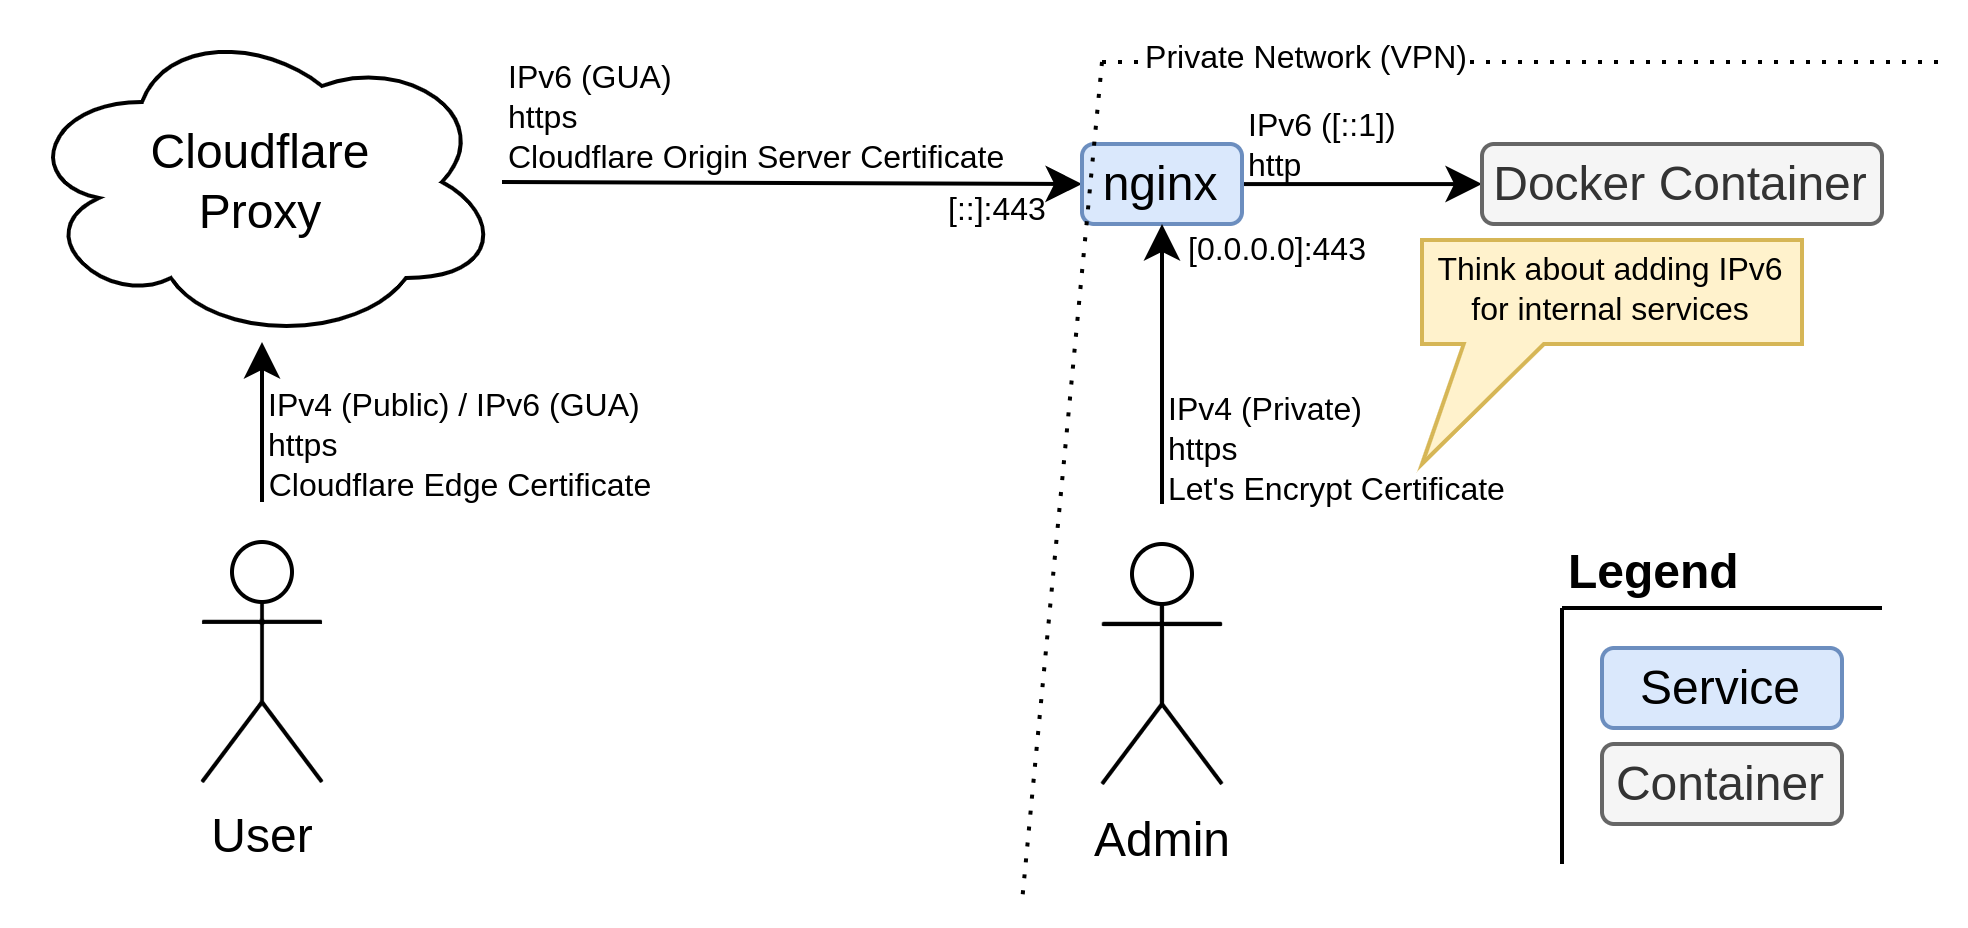 Private Network (VPN)
IPv6 (GUA)
https
Cloudflare Origin Server Certificate
Cloudflare
Proxy
[::]:443
nginx
IPv6 ([::1])
http
Docker Container
[0.0.0.0]:443
Think about adding IPv6
for internal services
IPv4 (Public) / IPv6 (GUA)
https
Cloudflare Edge Certificate
IPv4 (Private)
https
Let's Encrypt Certificate
User
Admin
Legend
Service
Container